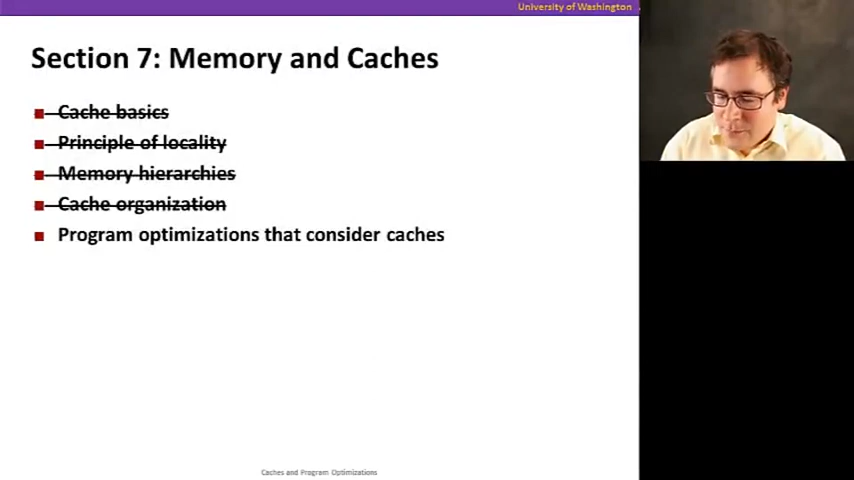 University of Washington
Section 7: Memory and Caches
Cache basics
Principle of locality
Memory hierarchies
Cache organization
Program optimizations that consider caches
Caches and Program Optimizations